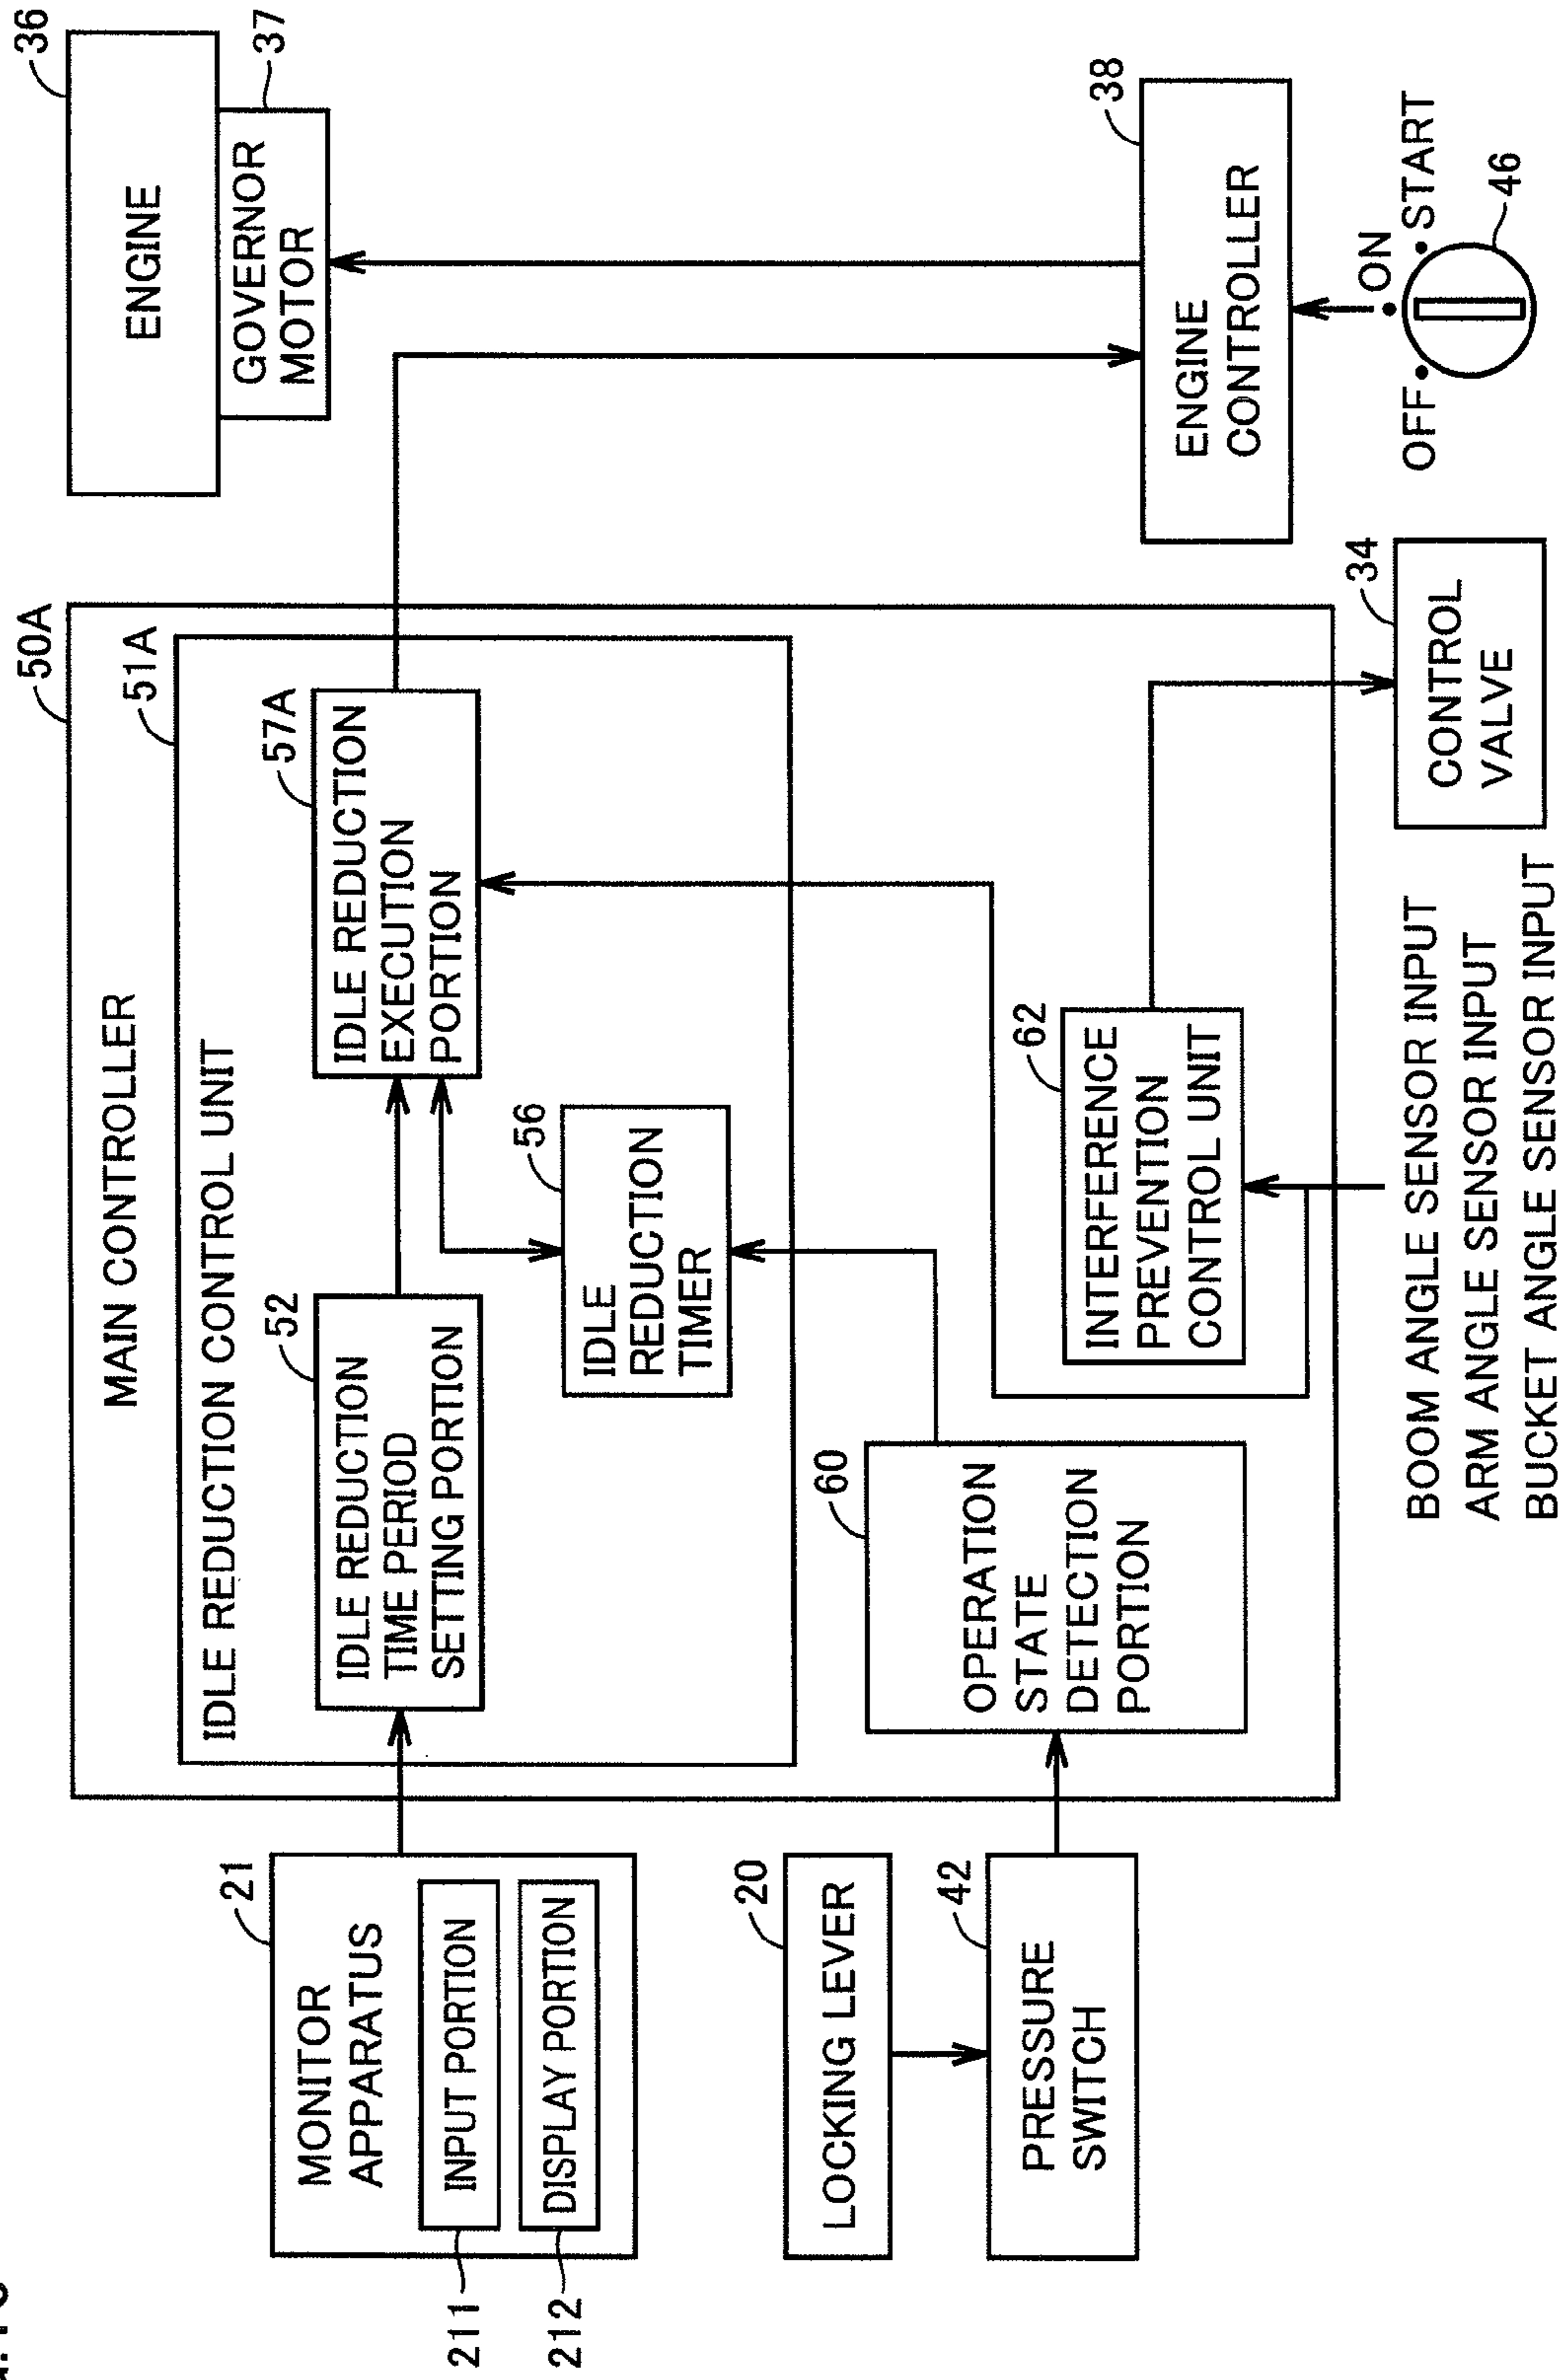 50A
MAIN CONTROLLER
51A
IDLE REDUCTION CONTROL UNIT
36
ENGINE
37
GOVERNOR
MOTOR
21
MONITOR
APPARATUS
INPUT PORTION
DISPLAY PORTION
211
212
52
IDLE REDUCTION
TIME PERIOD
SETTING PORTION
57A
IDLE REDUCTION
EXECUTION
PORTION
56
IDLE
REDUCTION
TIMER
20
LOCKING LEVER
42
PRESSURE
SWITCH
60
OPERATION
STATE
DETECTION
PORTION
62
INTERFERENCE
PREVENTION
CONTROL UNIT
38
ENGINE
CONTROLLER
34
CONTROL
VALVE
OFF
ON
START
46
BOOM ANGLE SENSOR INPUT
ARM ANGLE SENSOR INPUT
BUCKET ANGLE SENSOR INPUT